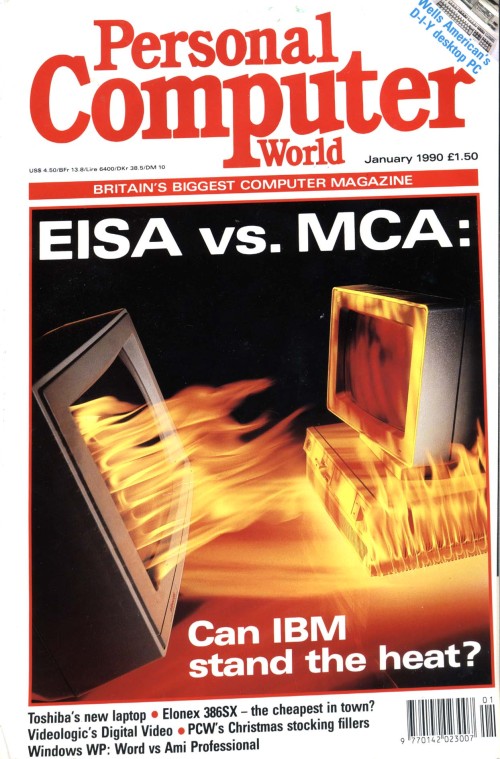 Wells American's
D-I-Y desktop PC
Personal
Computer
World
January 1990 £1.50
US$ 4.50/BFr 13.8/Lira 6400/DKr 38.5/DM 10
BRITAIN'S BIGGEST COMPUTER MAGAZINE
EISA vs. MCA:
Can IBM
stand the heat?
Toshiba's new laptop • Elonex 386SX – the cheapest in town?
Videologic's Digital Video • PCW's Christmas stocking fillers
Windows WP: Word vs Ami Professional
01
9 770142 023007